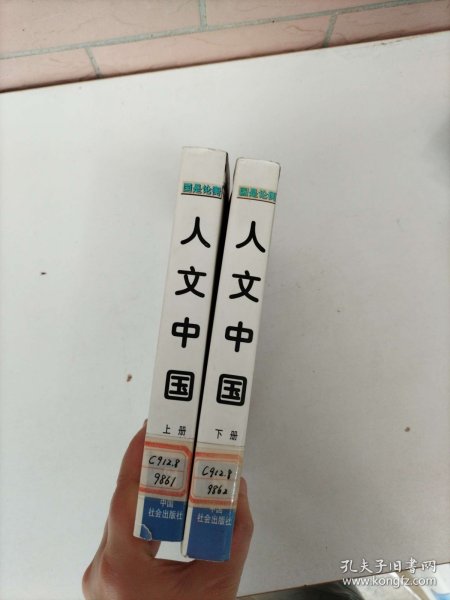 国是论衡
人文中国
上册
C912.8
9861
中国
社会出版社
国是论衡
人文中国
下册
C912.8
9862
中国
社会出版社
孔夫子旧书网
www.kongfz.com